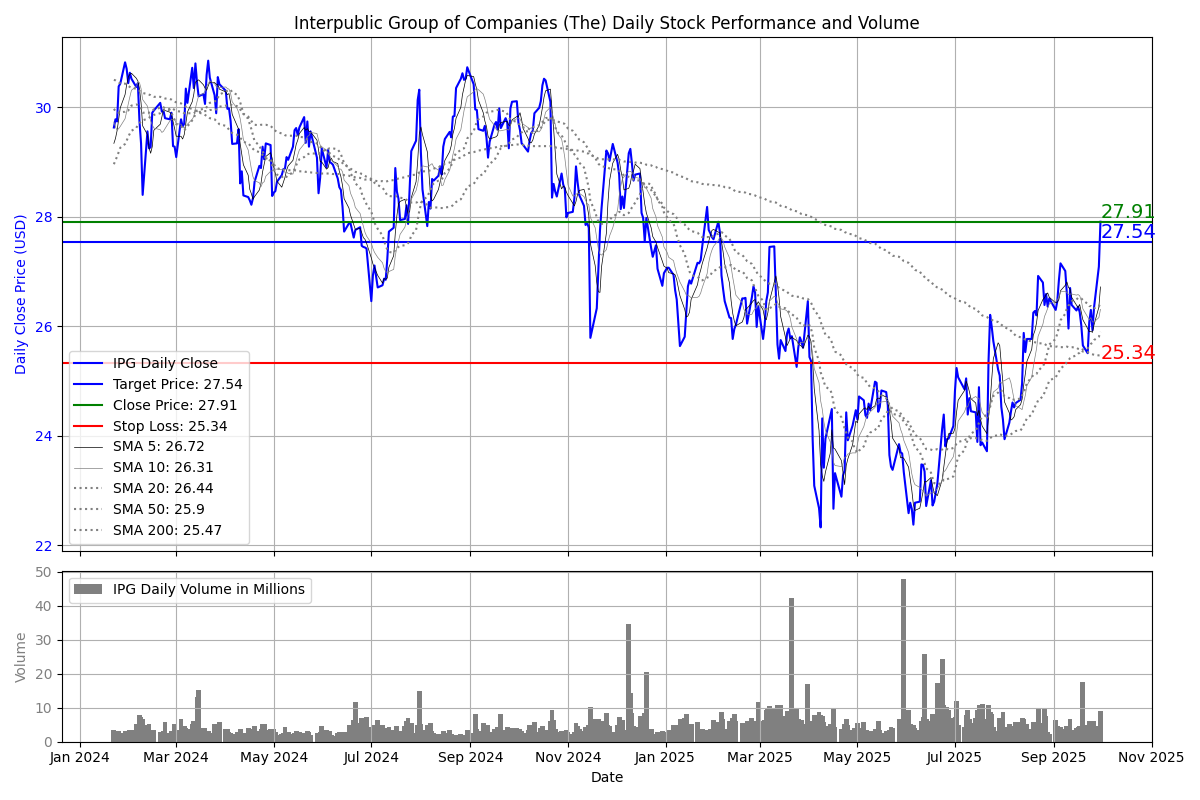 Interpublic Group of Companies (The) Daily Stock Performance and Volume
Daily Close Price (USD)
30
28
26
24
22
27.91
27.54
25.34
IPG Daily Close
Target Price: 27.54
Close Price: 27.91
Stop Loss: 25.34
SMA 5: 26.72
SMA 10: 26.31
SMA 20: 26.44
SMA 50: 25.9
SMA 200: 25.47
Volume
50
40
30
20
10
0
IPG Daily Volume in Millions
Jan 2024 Mar 2024 May 2024 Jul 2024 Sep 2024 Nov 2024 Jan 2025 Mar 2025 May 2025 Jul 2025 Sep 2025 Nov 2025
Date